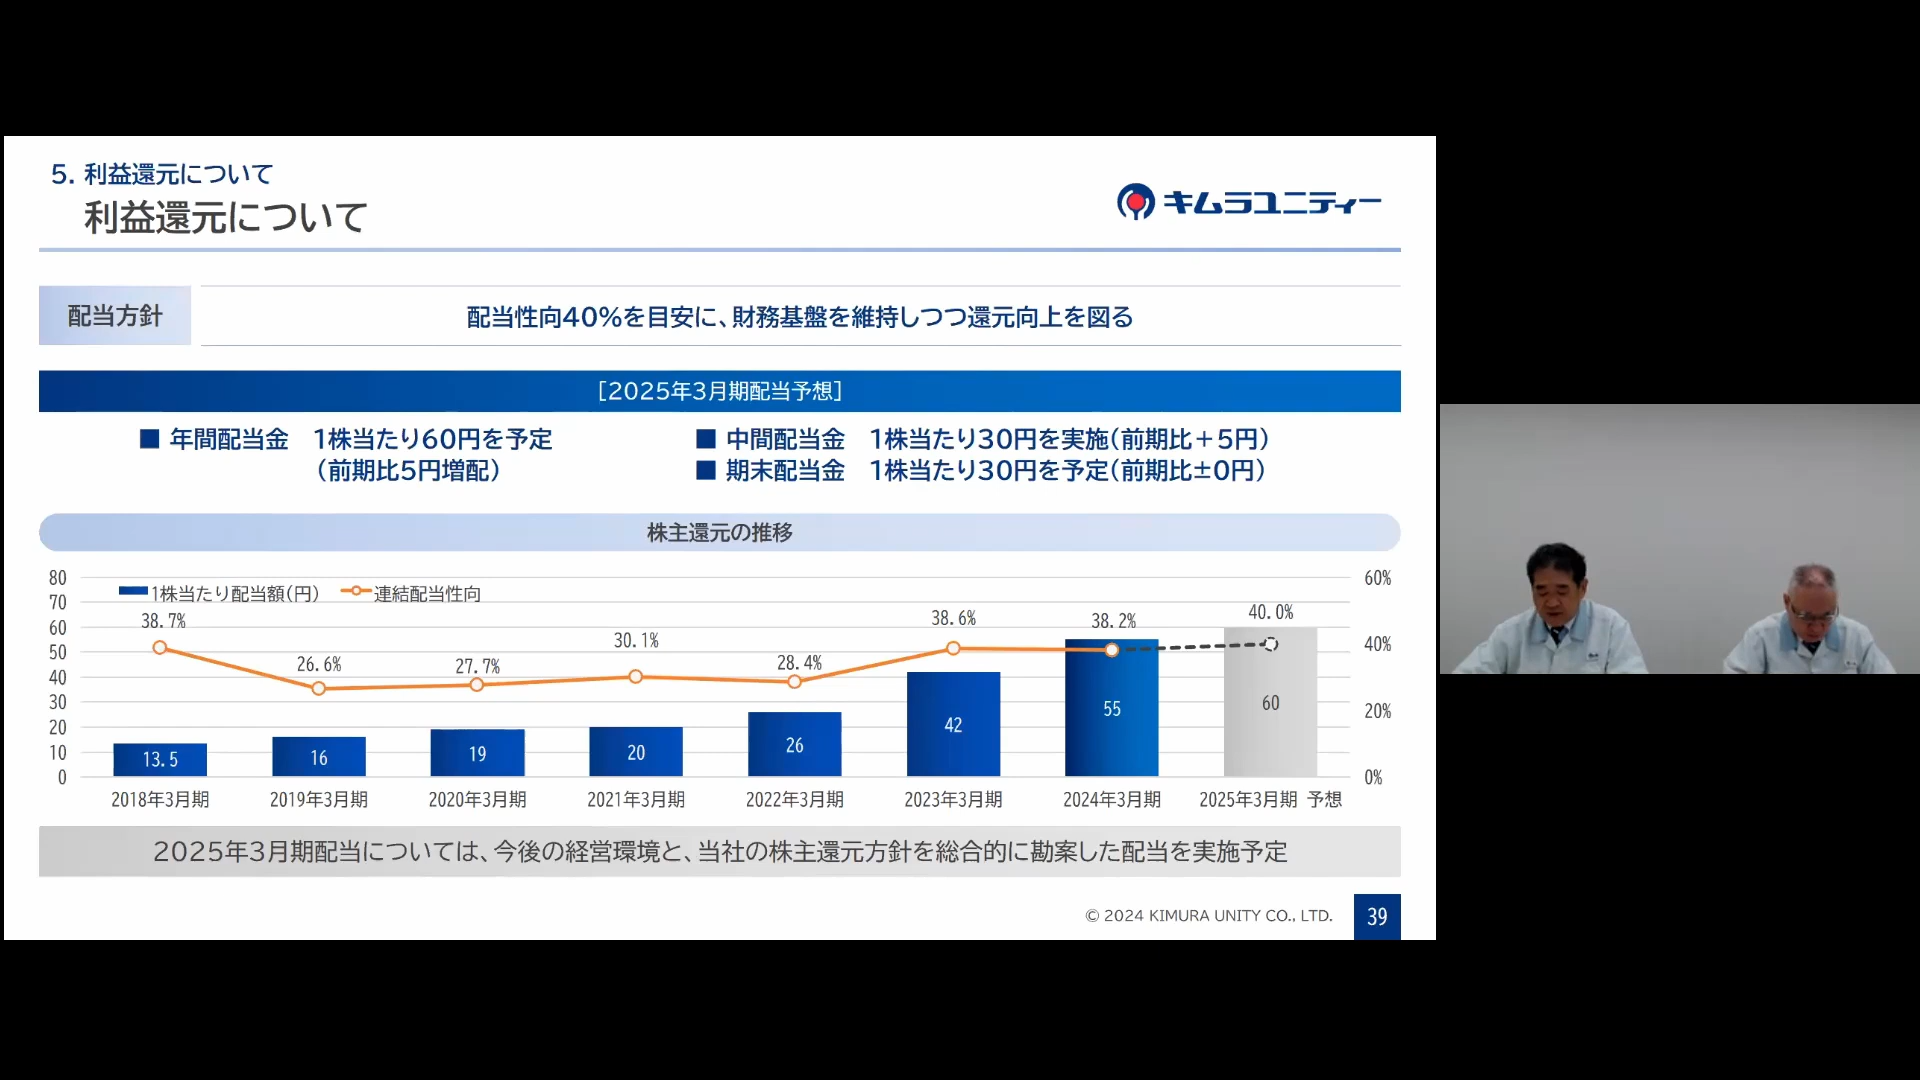 5. 利益還元について
利益還元について
キムラユニティー
配当方針
配当性向40%を目安に、財務基盤を維持しつつ還元向上を図る
[2025年3月期配当予想]
■ 年間配当金 1株当たり60円を予定
(前期比5円増配)
■ 中間配当金 1株当たり30円を実施(前期比+5円)
■ 期末配当金 1株当たり30円を予定(前期比±0円)
株主還元の推移
1株当たり配当額(円) 連結配当性向
80
70
60
50
40
30
20
10
0
60%
40%
20%
0%
38.7%
26.6%
27.7%
30.1%
28.4%
38.6%
38.2%
40.0%
13.5
16
19
20
26
42
55
60
2018年3月期
2019年3月期
2020年3月期
2021年3月期
2022年3月期
2023年3月期
2024年3月期
2025年3月期 予想
2025年3月期配当については、今後の経営環境と、当社の株主還元方針を総合的に勘案した配当を実施予定
© 2024 KIMURA UNITY CO., LTD.
39